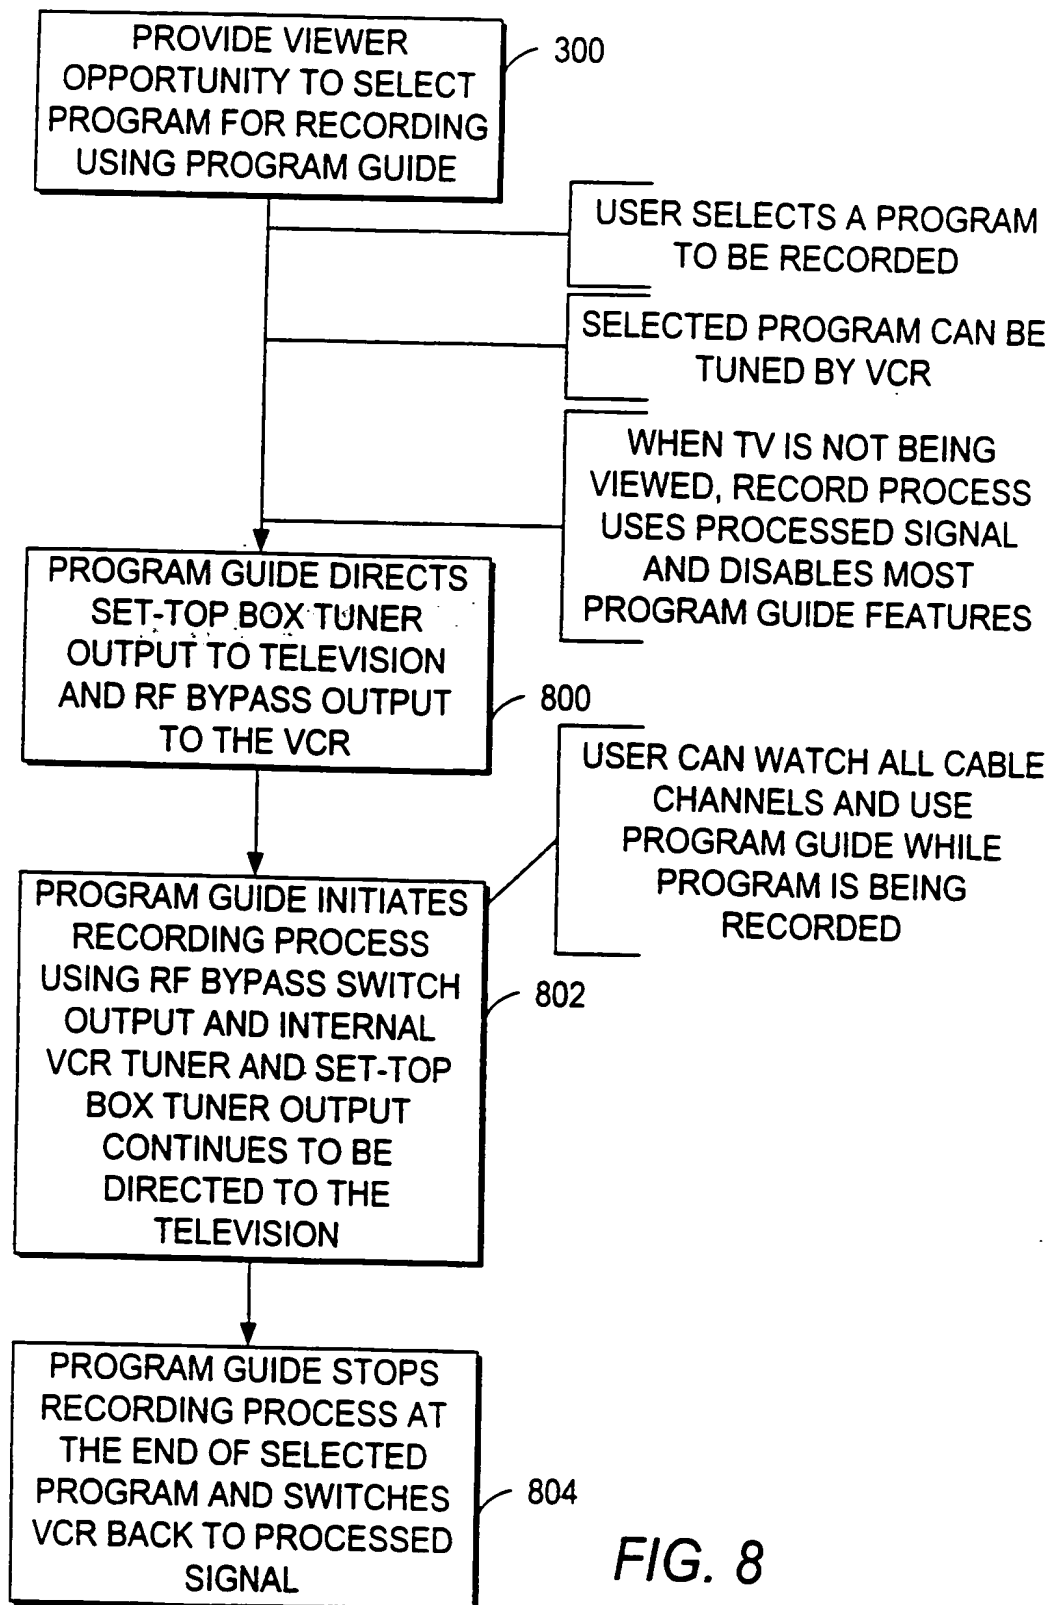 PROVIDE VIEWER
OPPORTUNITY TO SELECT
PROGRAM FOR RECORDING
USING PROGRAM GUIDE
300
USER SELECTS A PROGRAM
TO BE RECORDED
SELECTED PROGRAM CAN BE
TUNED BY VCR
WHEN TV IS NOT BEING
VIEWED, RECORD PROCESS
USES PROCESSED SIGNAL
AND DISABLES MOST
PROGRAM GUIDE FEATURES
PROGRAM GUIDE DIRECTS
SET-TOP BOX TUNER
OUTPUT TO TELEVISION
AND RF BYPASS OUTPUT
TO THE VCR
800
USER CAN WATCH ALL CABLE
CHANNELS AND USE
PROGRAM GUIDE WHILE
PROGRAM IS BEING
RECORDED
PROGRAM GUIDE INITIATES
RECORDING PROCESS
USING RF BYPASS SWITCH
OUTPUT AND INTERNAL
VCR TUNER AND SET-TOP
BOX TUNER OUTPUT
CONTINUES TO BE
DIRECTED TO THE
TELEVISION
802
PROGRAM GUIDE STOPS
RECORDING PROCESS AT
THE END OF SELECTED
PROGRAM AND SWITCHES
VCR BACK TO PROCESSED
SIGNAL
804
FIG. 8